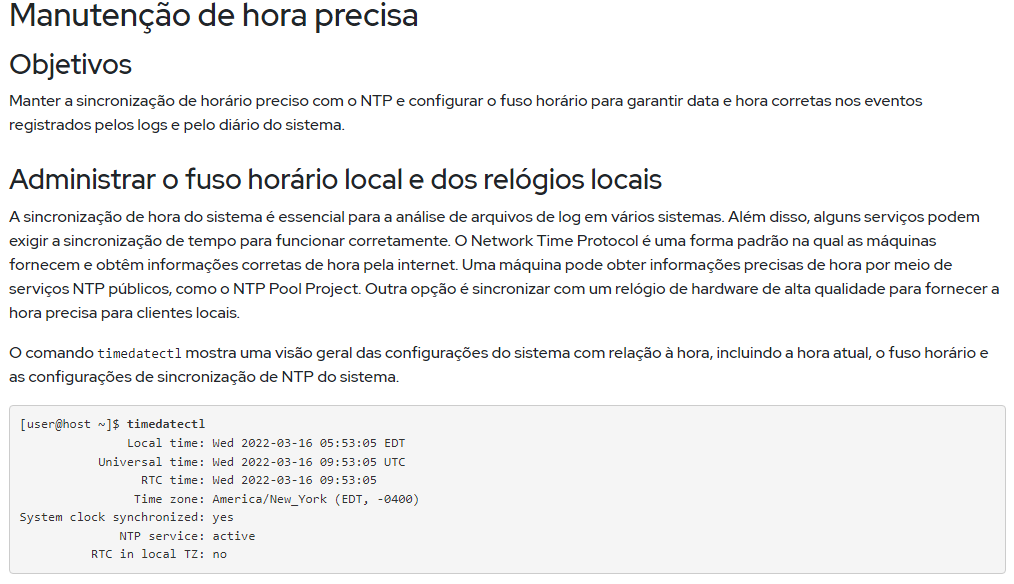 Manutenção de hora precisa
Objetivos
Manter a sincronização de horário preciso com o NTP e configurar o fuso horário para garantir data e hora corretas nos eventos
registrados pelos logs e pelo diário do sistema.
Administrar o fuso horário local e dos relógios locais
A sincronização de hora do sistema é essencial para a análise de arquivos de log em vários sistemas. Além disso, alguns serviços podem
exigir a sincronização de tempo para funcionar corretamente. O Network Time Protocol é uma forma padrão na qual as máquinas
fornecem e obtêm informações corretas de hora pela internet. Uma máquina pode obter informações precisas de hora por meio de
serviços NTP públicos, como o NTP Pool Project. Outra opção é sincronizar com um relógio de hardware de alta qualidade para fornecer a
hora precisa para clientes locais.
O comando timedatectl mostra uma visão geral das configurações do sistema com relação à hora, incluindo a hora atual, o fuso horário e
as configurações de sincronização de NTP do sistema.
[user@host ~]$ timedatectl
Local time: Wed 2022-03-16 05:53:05 EDT
Universal time: Wed 2022-03-16 09:53:05 UTC
RTC time: Wed 2022-03-16 09:53:05
Time zone: America/New_York (EDT, -0400)
System clock synchronized: yes
NTP service: active
RTC in local TZ: no